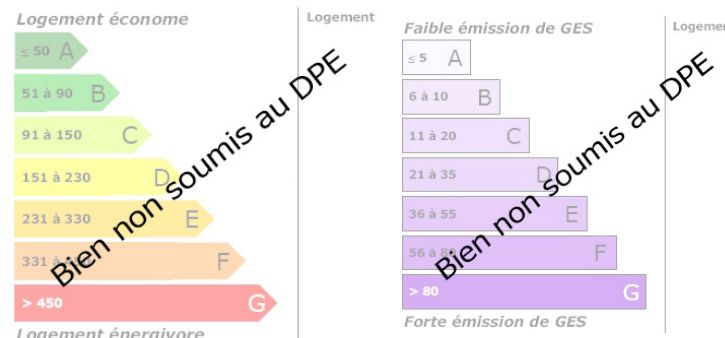 Logement économe
Logement
≤ 50 A
51 à 90 B
91 à 150 C
151 à 230 D
231 à 330 E
331 à F
> 450 G
Logement énergivore
Bien non soumis au DPE
Faible émission de GES
Logemen
≤ 5 A
6 à 10 B
11 à 20 C
21 à 35 D
36 à 55 E
56 à 80 F
> 80 G
Forte émission de GES
Bien non soumis au DPE